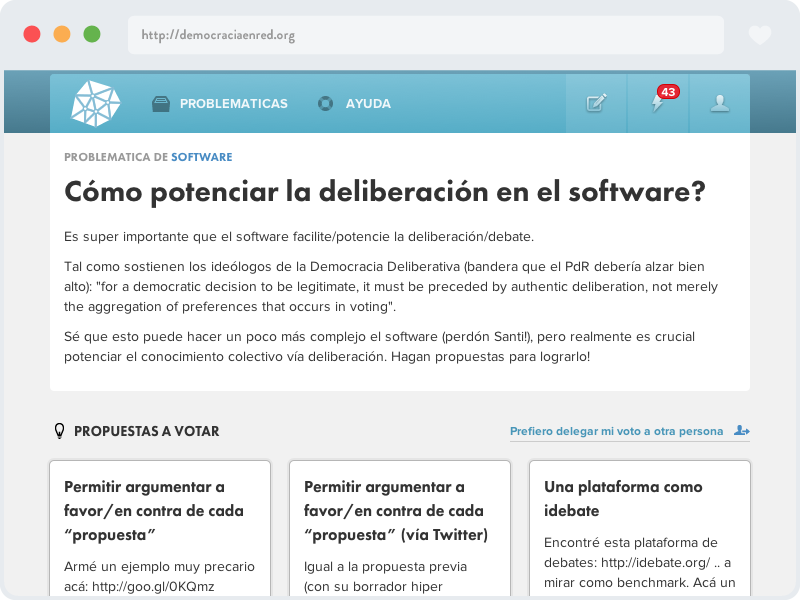 http://democraciaenred.org
PROBLEMATICAS
AYUDA
43
PROBLEMATICA DE SOFTWARE
Cómo potenciar la deliberación en el software?
Es super importante que el software facilite/potencie la deliberación/debate.
Tal como sostienen los ideólogos de la Democracia Deliberativa (bandera que el PdR debería alzar bien
alto): "for a democratic decision to be legitimate, it must be preceded by authentic deliberation, not merely
the aggregation of preferences that occurs in voting".
Sé que esto puede hacer un poco más complejo el software (perdón Santi!), pero realmente es crucial
potenciar el conocimiento colectivo vía deliberación. Hagan propuestas para lograrlo!
PROPUESTAS A VOTAR
Prefiero delegar mi voto a otra persona
Permitir argumentar a
favor/en contra de cada
“propuesta”
Armé un ejemplo muy precario
acá: http://goo.gl/0KQmz
Permitir argumentar a
favor/en contra de cada
“propuesta” (vía Twitter)
Igual a la propuesta previa
(con su borrador hiper
Una plataforma como
idebate
Encontré esta plataforma de
debates: http://idebate.org/ .. a
mirar como benchmark. Acá un